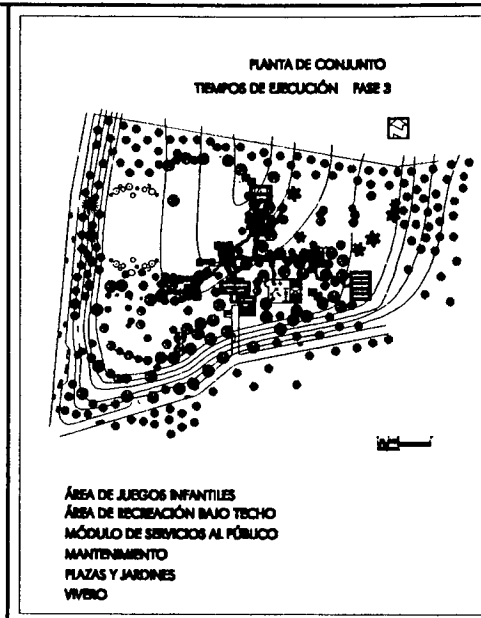 PLANTA DE CONJUNTO
TIEMPOS DE EJECUCIÓN FASE 3
ÁREA DE JUEGOS INFANTILES
ÁREA DE RECREACIÓN BAJO TECHO
MÓDULO DE SERVICIOS AL PÚBLICO
MANTENIMIENTO
PLAZAS Y JARDINES
VIVERO